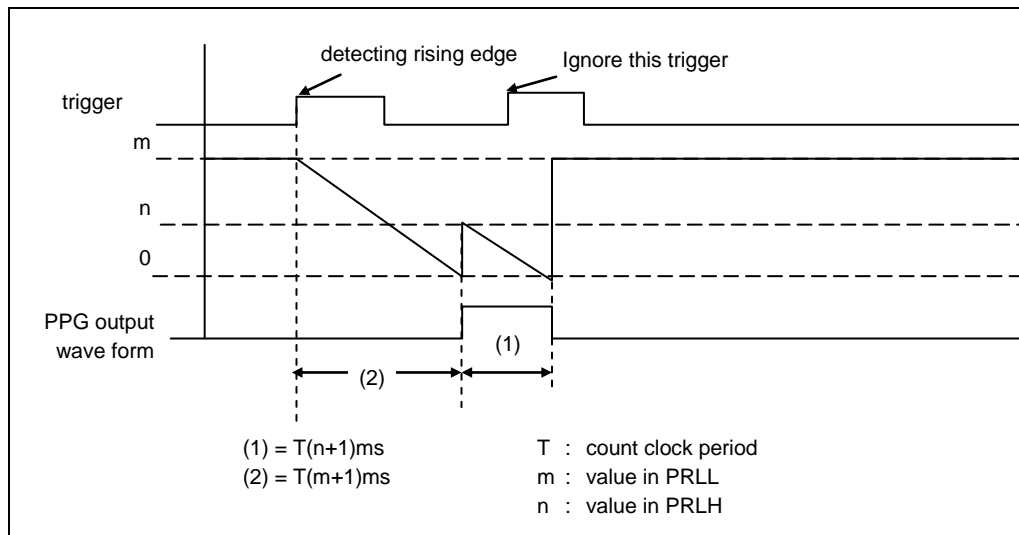 detecting rising edge
Ignore this trigger
trigger
m
n
0
PPG output
wave form
(1)
(2)
(1) = T(n+1)ms
(2) = T(m+1)ms
T : count clock period
m : value in PRLL
n : value in PRLH